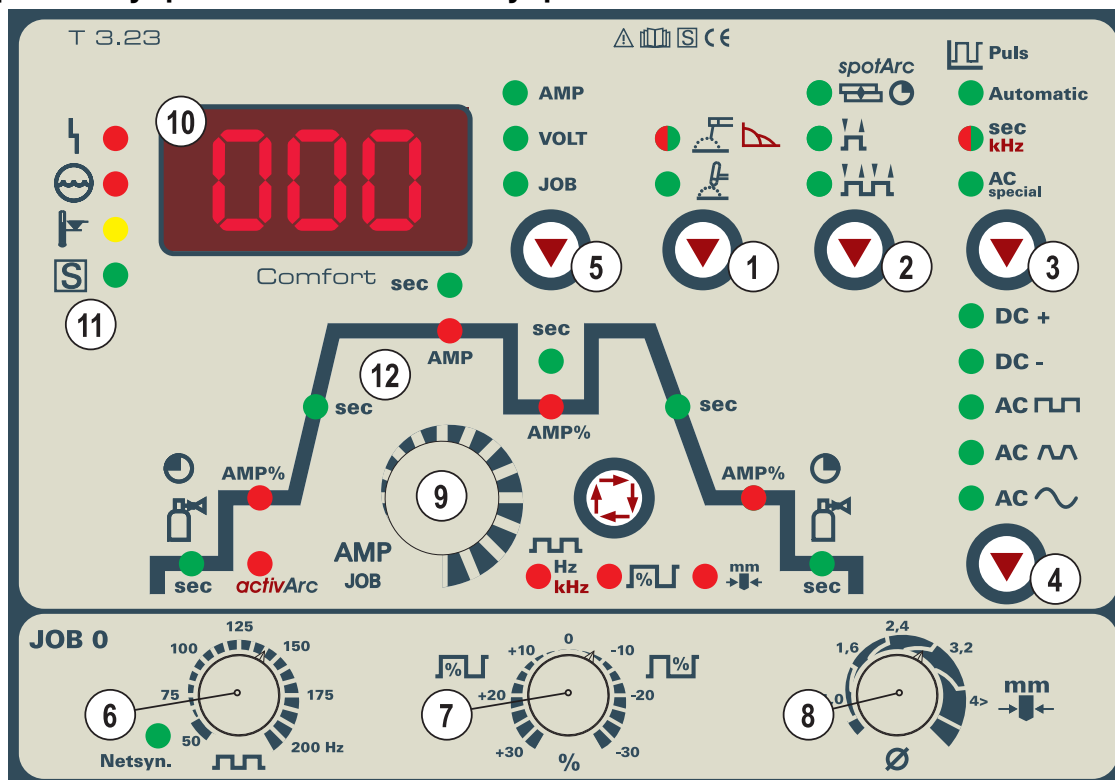 T 3.23
S CE
Puls
spotArc
AMP
Automatic
10
000
VOLT
sec
kHz
JOB
AC
special
S
Comfort
5
1
2
3
11
sec
DC +
sec
AMP
12
DC -
sec
AMP%
sec
AC
AMP%
9
AMP%
AC
AMP
JOB
Hz
kHz
%
mm
AC
sec
activArc
sec
4
JOB 0
125
100
150
75
175
50
200 Hz
6
Netsyn.
%
0
%
+10
-10
+20
-20
+30
-30
7
%
2,4
1,6
3,2
4>
mm
8
Ø